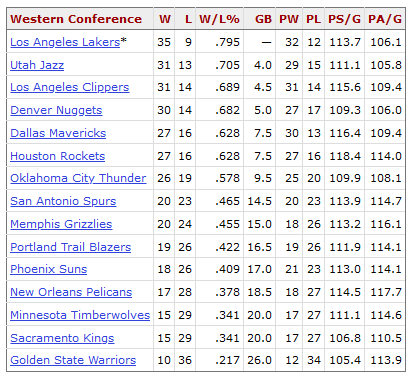 Western Conference W L W/L% GB PW PL PS/G PA/G
Los Angeles Lakers* 35 9 .795 — 32 12 113.7 106.1
Utah Jazz 31 13 .705 4.0 29 15 111.1 105.8
Los Angeles Clippers 31 14 .689 4.5 31 14 115.6 109.4
Denver Nuggets 30 14 .682 5.0 27 17 109.3 106.0
Dallas Mavericks 27 16 .628 7.5 30 13 116.4 109.4
Houston Rockets 27 16 .628 7.5 27 16 118.4 114.0
Oklahoma City Thunder 26 19 .578 9.5 25 20 109.9 108.1
San Antonio Spurs 20 23 .465 14.5 20 23 113.9 114.7
Memphis Grizzlies 20 24 .455 15.0 18 26 113.2 116.1
Portland Trail Blazers 19 26 .422 16.5 19 26 111.9 114.1
Phoenix Suns 18 26 .409 17.0 21 23 113.0 114.1
New Orleans Pelicans 17 28 .378 18.5 18 27 114.5 117.7
Minnesota Timberwolves 15 29 .341 20.0 17 27 111.1 114.6
Sacramento Kings 15 29 .341 20.0 17 27 106.8 110.5
Golden State Warriors 10 36 .217 26.0 12 34 105.4 113.9